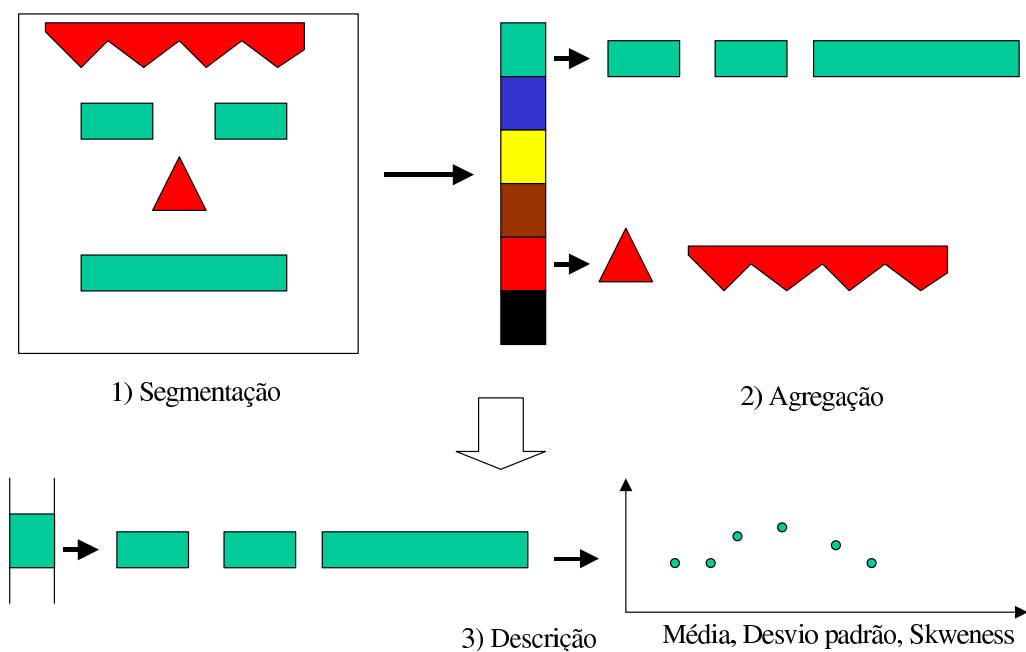 1) Segmentação
2) Agregação
3) Descrição
Média, Desvio padrão, Skweness